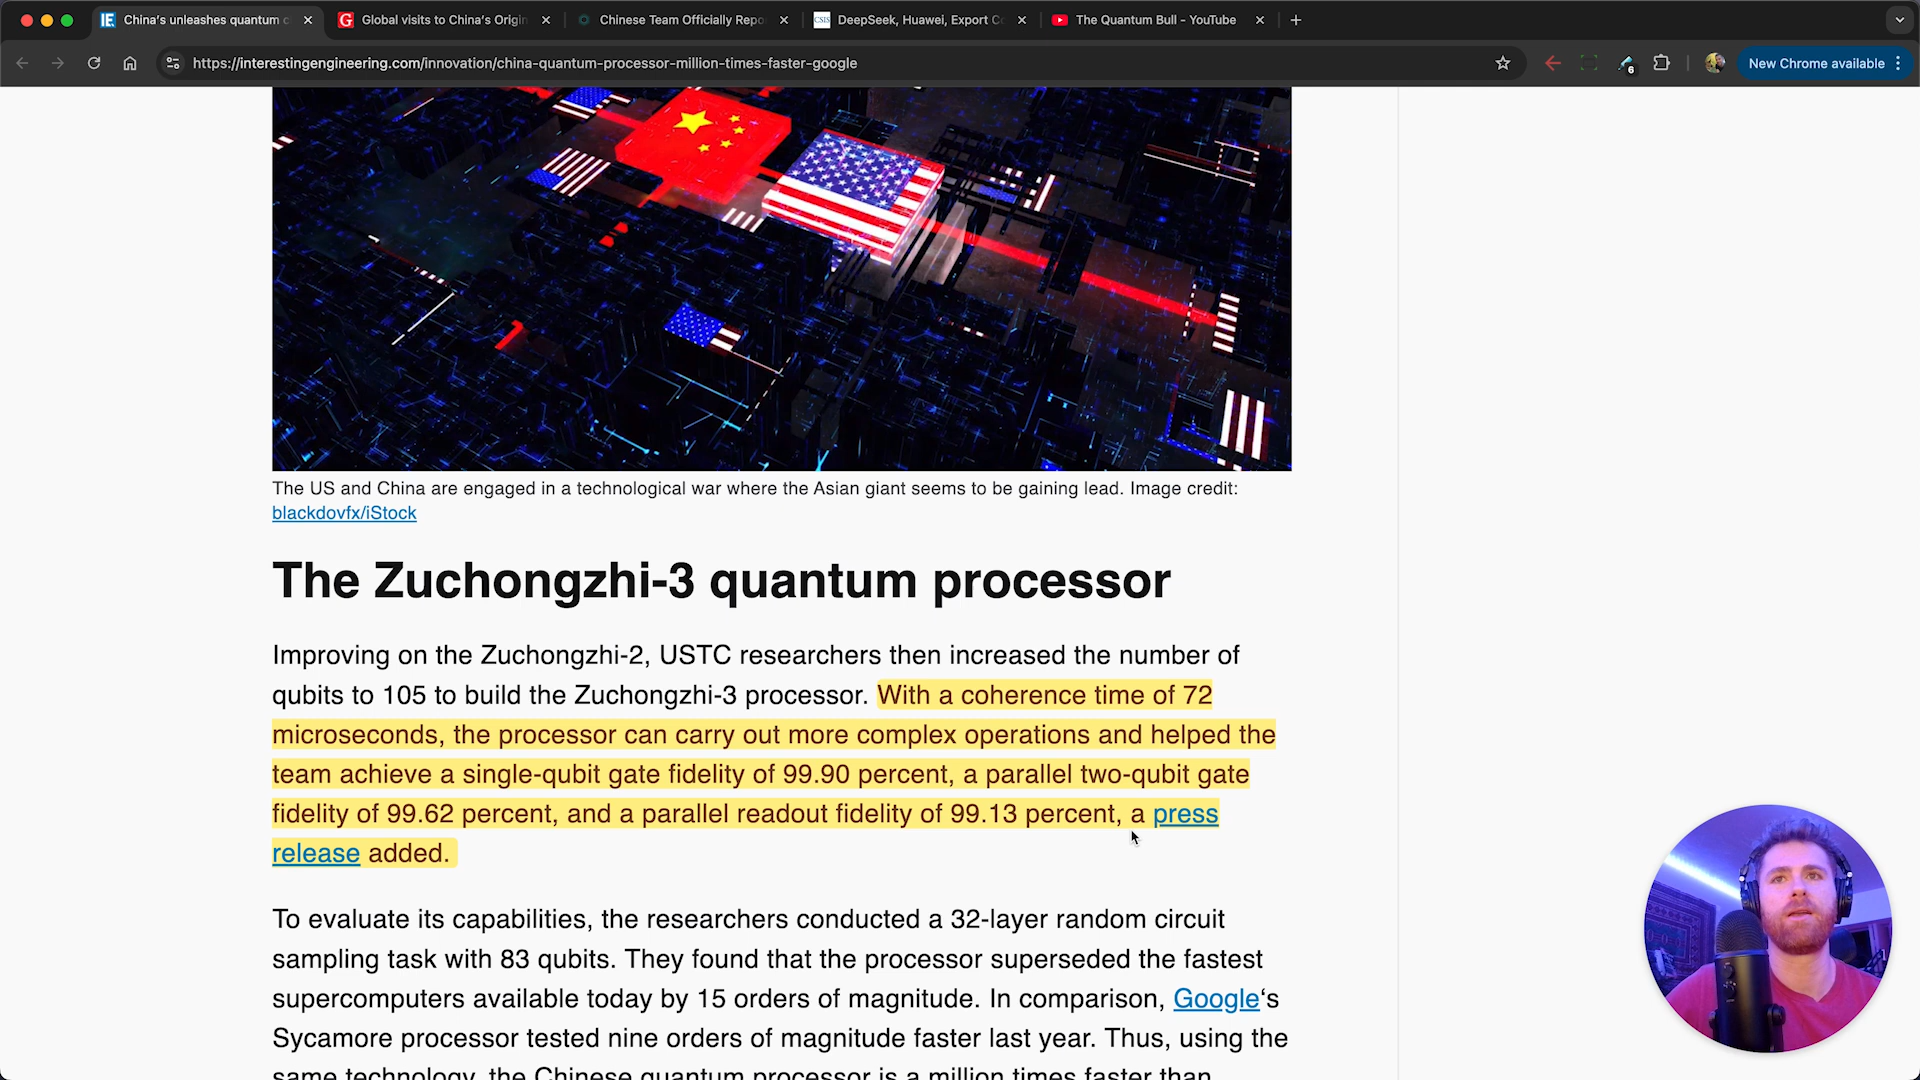 China's unleashes quantum c
Global visits to China's Origin
Chinese Team Officially Repo
CSIS
DeepSeek, Huawei, Export Co
The Quantum Bull - YouTube
https://interestingengineering.com/innovation/china-quantum-processor-million-times-faster-google
6
New Chrome available
The US and China are engaged in a technological war where the Asian giant seems to be gaining lead. Image credit:
blackdovfx/iStock
The Zuchongzhi-3 quantum processor
Improving on the Zuchongzhi-2, USTC researchers then increased the number of
qubits to 105 to build the Zuchongzhi-3 processor. With a coherence time of 72
microseconds, the processor can carry out more complex operations and helped the
team achieve a single-qubit gate fidelity of 99.90 percent, a parallel two-qubit gate
fidelity of 99.62 percent, and a parallel readout fidelity of 99.13 percent, a press
release added.
To evaluate its capabilities, the researchers conducted a 32-layer random circuit
sampling task with 83 qubits. They found that the processor superseded the fastest
supercomputers available today by 15 orders of magnitude. In comparison, Google‘s
Sycamore processor tested nine orders of magnitude faster last year. Thus, using the
same technology, the Chinese quantum processor is a million times faster than